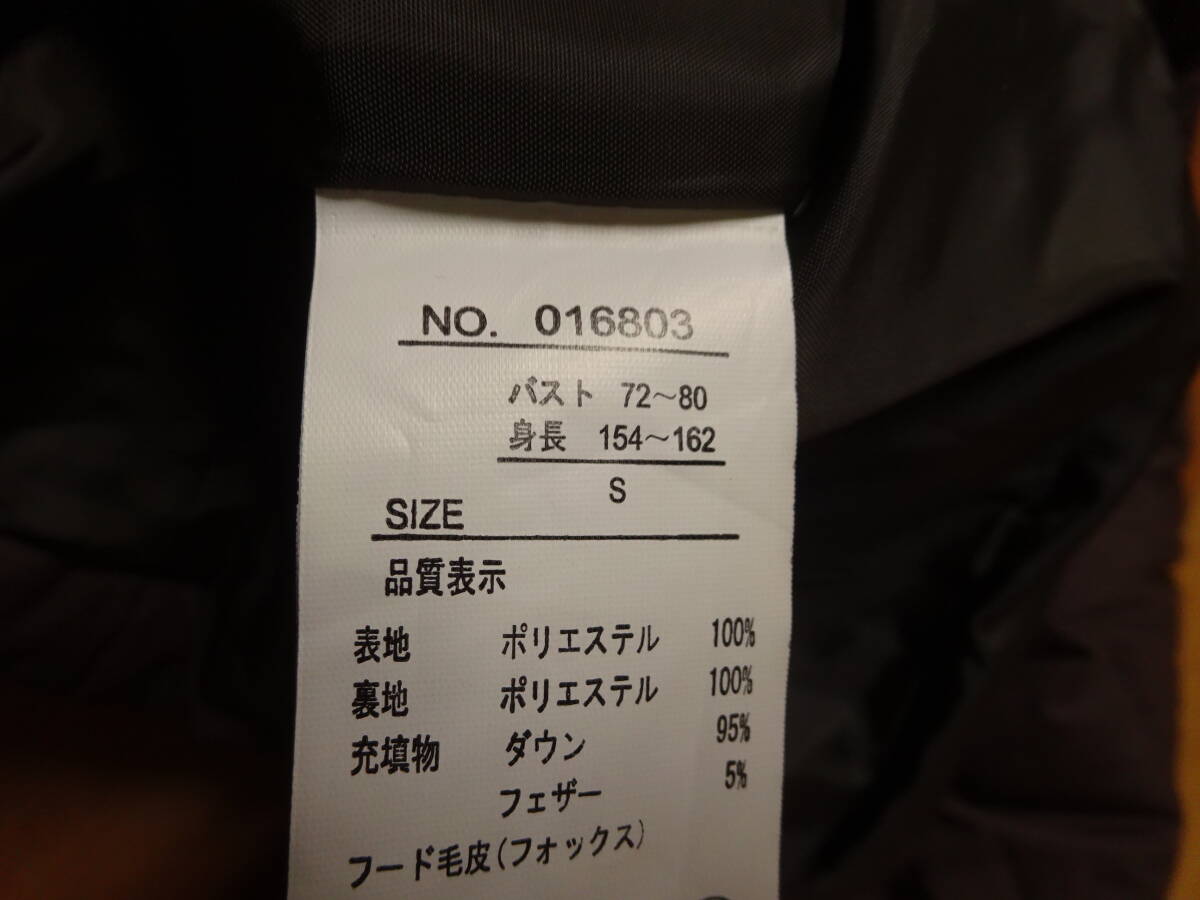 NO. 016803
バスト 72～80
身長 154～162
S
SIZE
品質表示
表地 ポリエステル 100%
裏地 ポリエステル 100%
充填物 ダウン 95%
フェザー 5%
フード毛皮(フォックス)